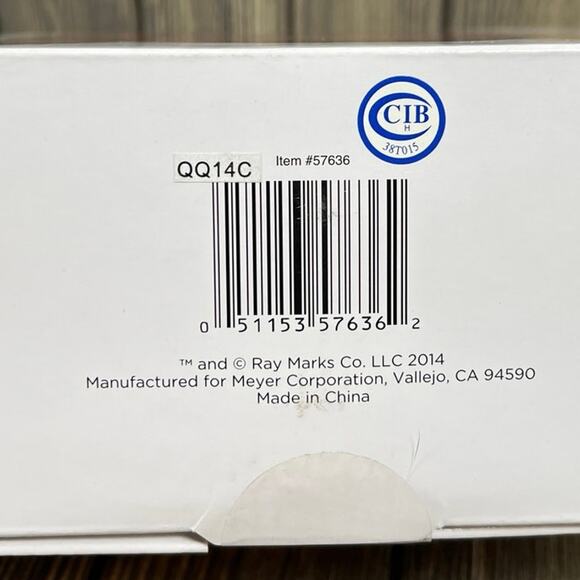 CIB
H
38T015
QQ14C
Item #57636
0 51153 57636 2
™ and © Ray Marks Co. LLC 2014
Manufactured for Meyer Corporation, Vallejo, CA 94590
Made in China